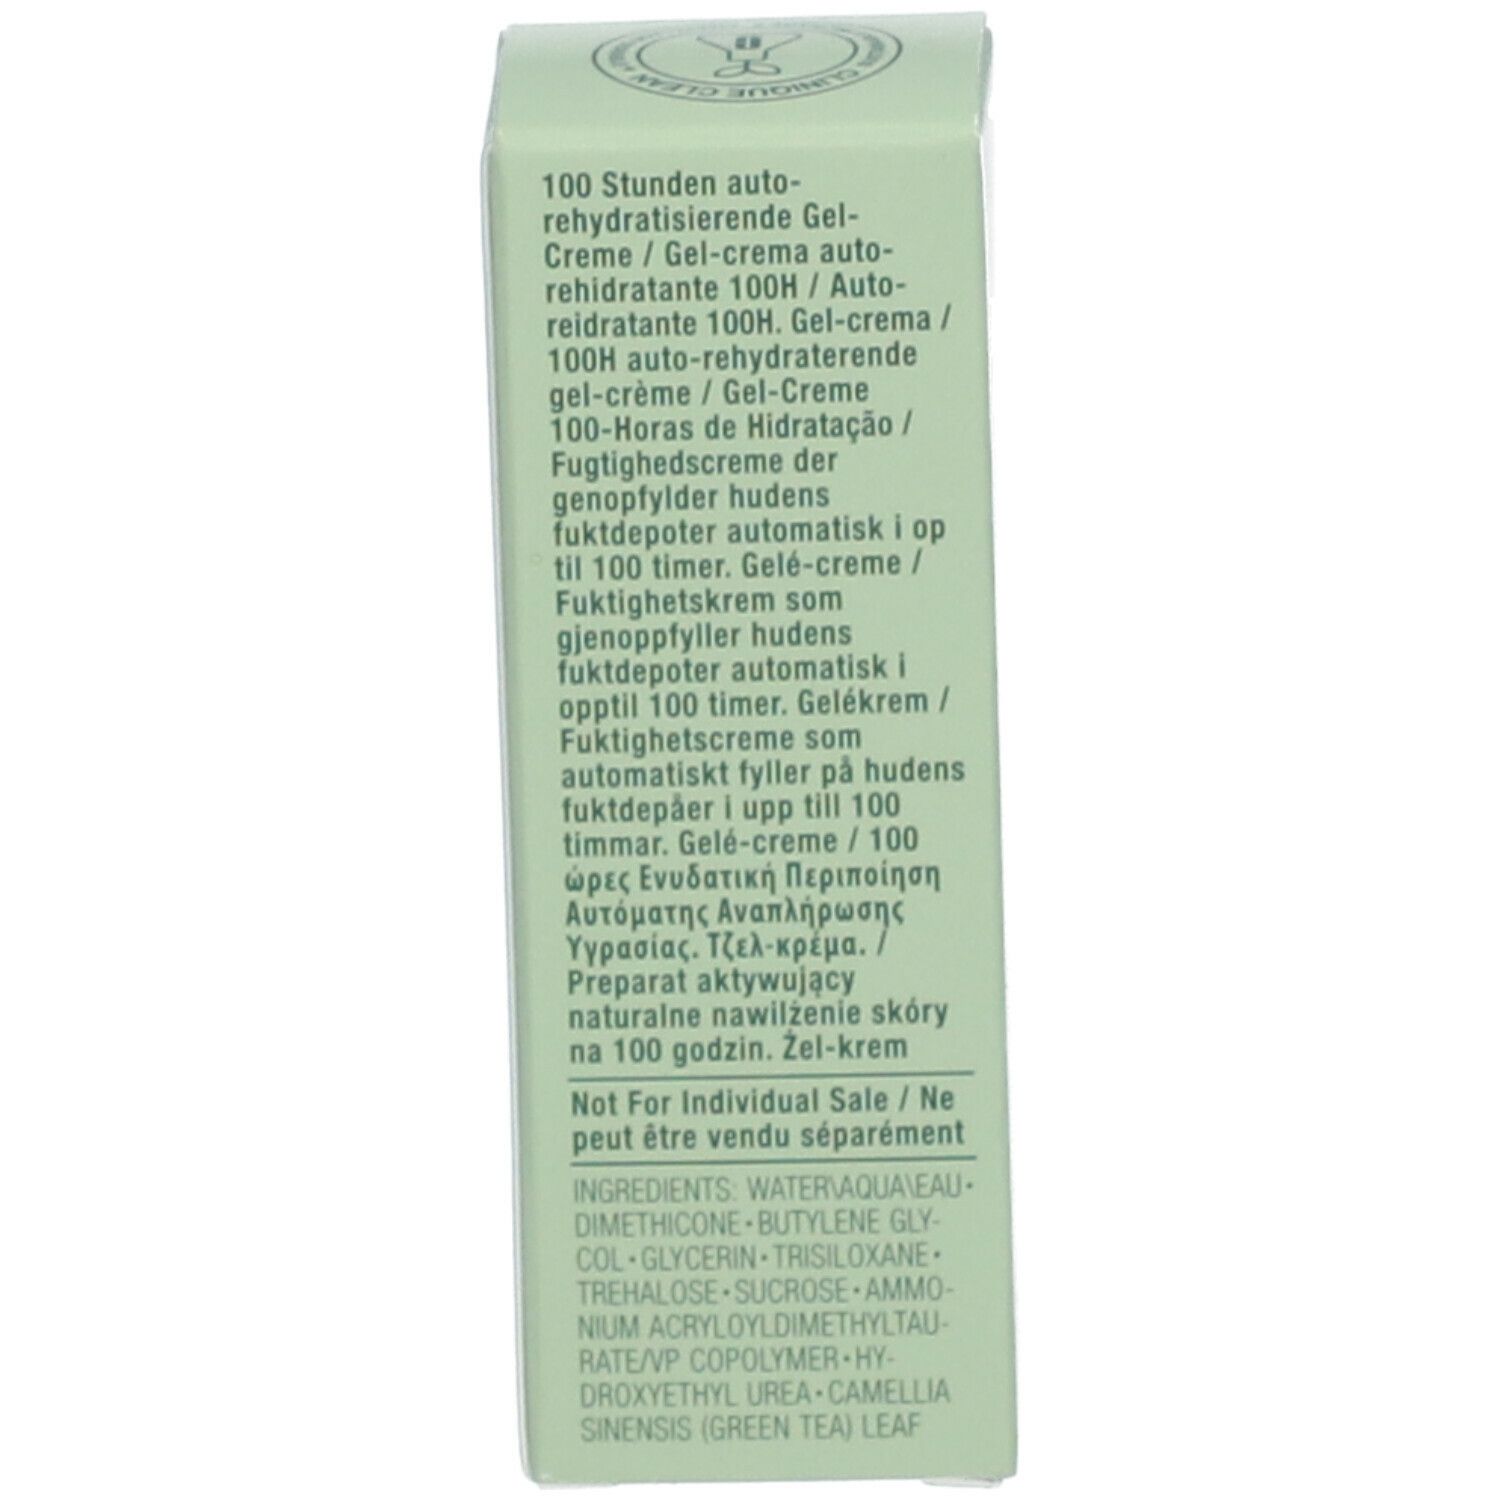 CLINIQUE CLEAN
100 Stunden auto-
rehydratisierende Gel-
Creme / Gel-crema auto-
rehidratante 100H / Auto-
reidratante 100H. Gel-crema /
100H auto-rehydraterende
gel-crème / Gel-Creme
100-Horas de Hidratação /
Fugtighedscreme der
genopfylder hudens
fuktdepoter automatisk i op
til 100 timer. Gelé-creme /
Fuktighetskrem som
gjenoppfyller hudens
fuktdepoter automatisk i
opptil 100 timer. Gelékrem /
Fuktighetscreme som
automatiskt fyller på hudens
fuktdepåer i upp till 100
timmar. Gelé-creme / 100
ώρες Ενυδατική Περιποίηση
Αυτόματης Αναπλήρωσης
Υγρασίας. Τζελ-κρέμα. /
Preparat aktywujący
naturalne nawilżenie skóry
na 100 godzin. Żel-krem
Not For Individual Sale / Ne
peut être vendu séparément
INGREDIENTS: WATER\AQUA\EAU•
DIMETHICONE•BUTYLENE GLY-
COL•GLYCERIN•TRISILOXANE•
TREHALOSE•SUCROSE•AMMO-
NIUM ACRYLOYLDIMETHYLTAU-
RATE/VP COPOLYMER•HY-
DROXYETHYL UREA•CAMELLIA
SINENSIS (GREEN TEA) LEAF